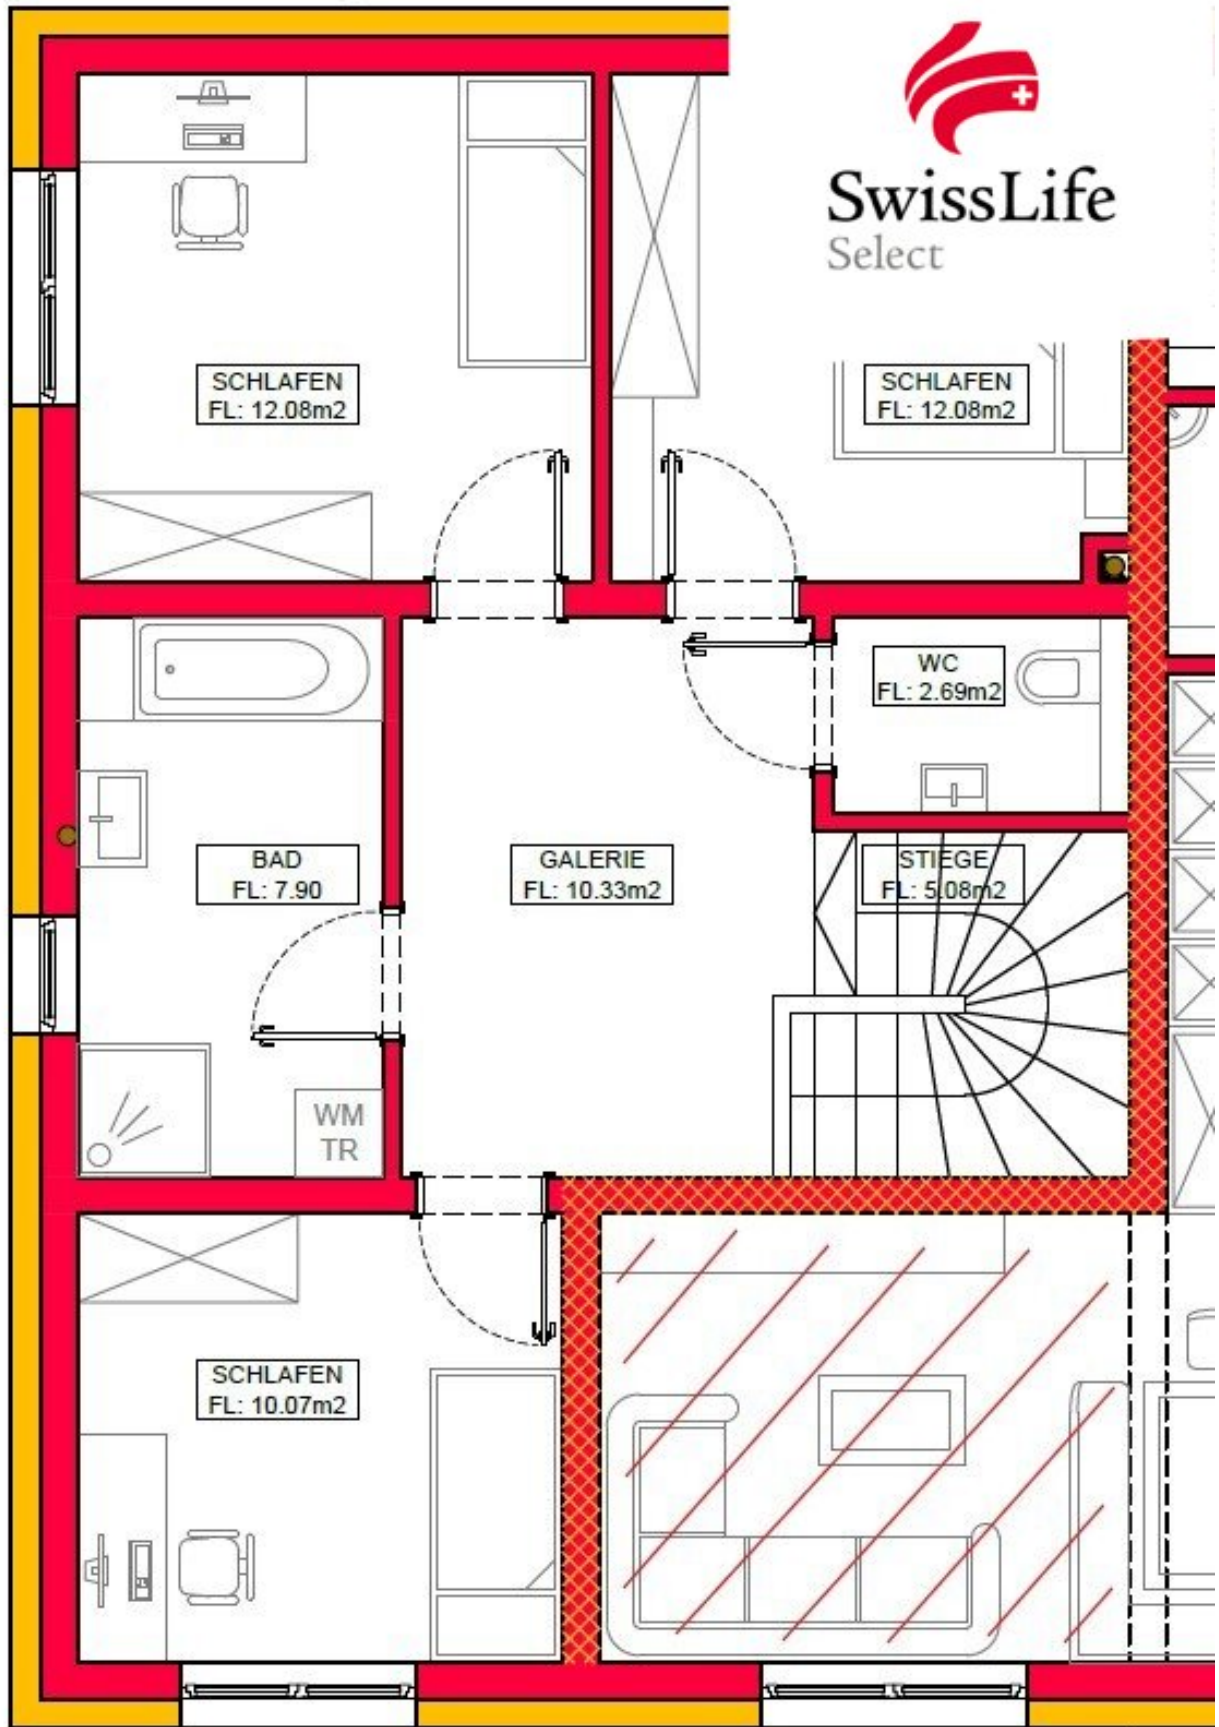 SwissLife
Select
SCHLAFEN
FL: 12.08m2
SCHLAFEN
FL: 12.08m2
WC
FL: 2.69m2
BAD
FL: 7.90
GALERIE
FL: 10.33m2
STIEGE
FL: 5.08m2
WM
TR
SCHLAFEN
FL: 10.07m2